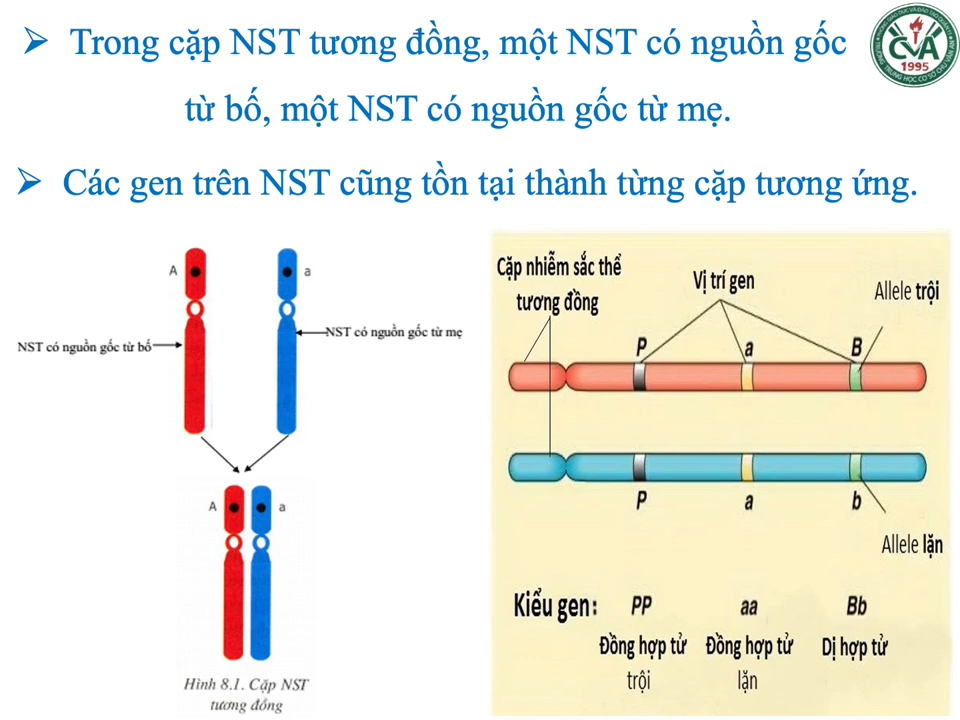 ➢ Trong cặp NST tương đồng, một NST có nguồn gốc
từ bố, một NST có nguồn gốc từ mẹ.
➢ Các gen trên NST cũng tồn tại thành từng cặp tương ứng.
A
a
NST có nguồn gốc từ bố
NST có nguồn gốc từ mẹ
A
a
Hình 8.1. Cặp NST
tương đồng
Cặp nhiễm sắc thể
tương đồng
Vị trí gen
Allele trội
P a B
P a b
Allele lặn
Kiểu gen: PP aa Bb
Đồng hợp tử Đồng hợp tử Dị hợp tử
trội lặn
CVA
1995